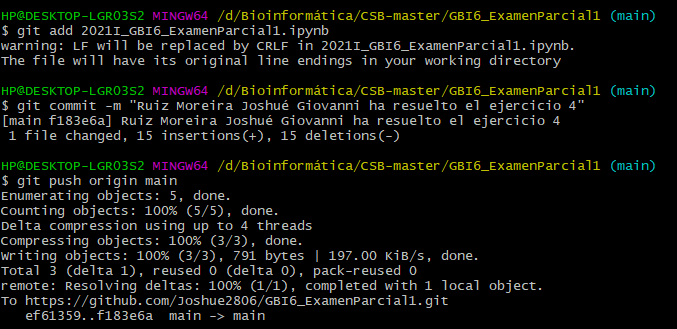 HP@DESKTOP-LGRO3S2 MINGW64 /d/Bioinformática/CSB-master/GBI6_ExamenParcial1 (main)
$ git add 2021I_GBI6_ExamenParcial1.ipynb
warning: LF will be replaced by CRLF in 2021I_GBI6_ExamenParcial1.ipynb.
The file will have its original line endings in your working directory
HP@DESKTOP-LGRO3S2 MINGW64 /d/Bioinformática/CSB-master/GBI6_ExamenParcial1 (main)
$ git commit -m "Ruiz Moreira Joshué Giovanni ha resuelto el ejercicio 4"
[main f183e6a] Ruiz Moreira Joshué Giovanni ha resuelto el ejercicio 4
1 file changed, 15 insertions(+), 15 deletions(-)
HP@DESKTOP-LGRO3S2 MINGW64 /d/Bioinformática/CSB-master/GBI6_ExamenParcial1 (main)
$ git push origin main
Enumerating objects: 5, done.
Counting objects: 100% (5/5), done.
Delta compression using up to 4 threads
Compressing objects: 100% (3/3), done.
Writing objects: 100% (3/3), 791 bytes | 197.00 KiB/s, done.
Total 3 (delta 1), reused 0 (delta 0), pack-reused 0
remote: Resolving deltas: 100% (1/1), completed with 1 local object.
To https://github.com/Joshue2806/GBI6_ExamenParcial1.git
ef61359..f183e6a  main -> main